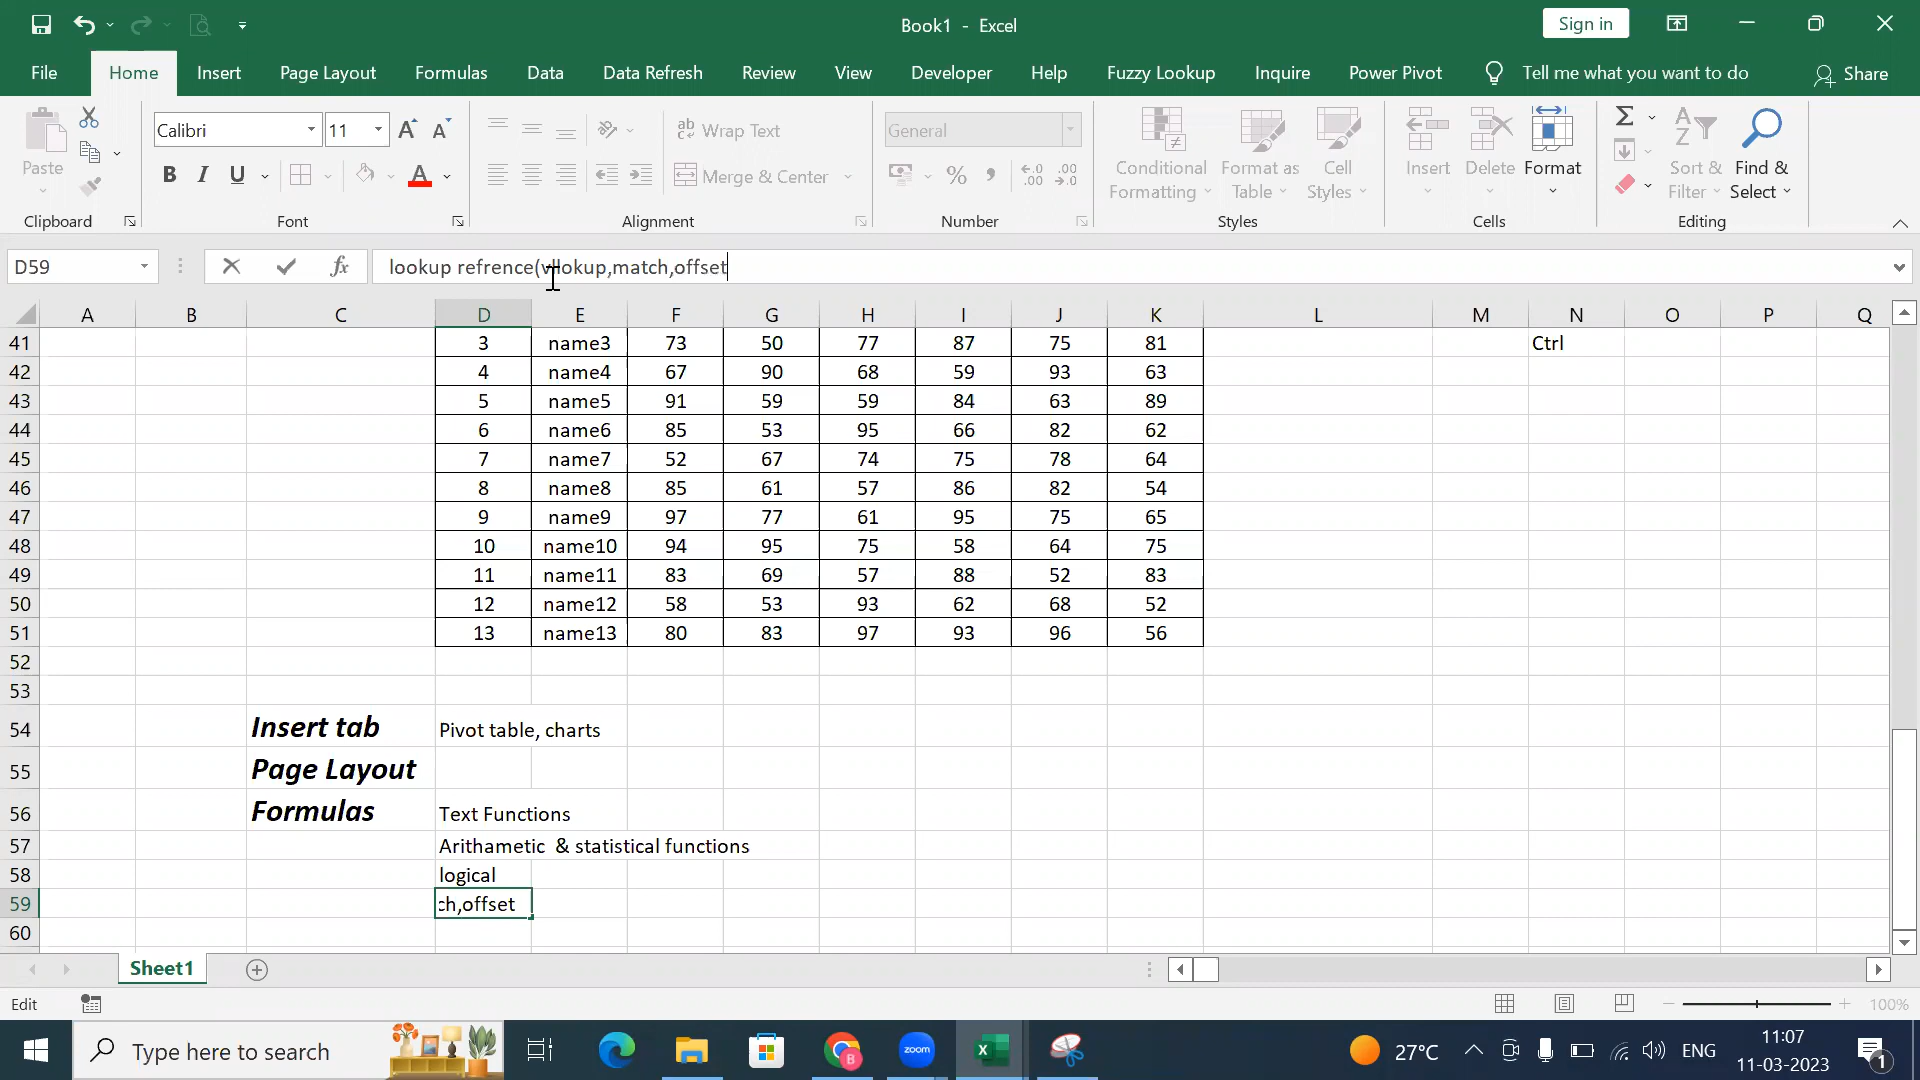 Book1 - Excel
Sign in
File Home Insert Page Layout Formulas Data Data Refresh Review View Developer Help Fuzzy Lookup Inquire Power Pivot Tell me what you want to do Share
Paste
Calibri 11
A A
B I U A
ab Wrap Text
Merge & Center
General
% ,
Conditional Formatting
Format as Table
Cell Styles
Insert
Delete
Format
Σ
Sort & Filter
Find & Select
Clipboard Font Alignment Number Styles Cells Editing
D59 fx lookup refrence(vllokup,match,offset
A B C D E F G H I J K L M N O P Q
41 3 name3 73 50 77 87 75 81 Ctrl
42 4 name4 67 90 68 59 93 63
43 5 name5 91 59 59 84 63 89
44 6 name6 85 53 95 66 82 62
45 7 name7 52 67 74 75 78 64
46 8 name8 85 61 57 86 82 54
47 9 name9 97 77 61 95 75 65
48 10 name10 94 95 75 58 64 75
49 11 name11 83 69 57 88 52 83
50 12 name12 58 53 93 62 68 52
51 13 name13 80 83 97 93 96 56
52
53
54 Insert tab Pivot table, charts
55 Page Layout
56 Formulas Text Functions
57 Arithametic & statistical functions
58 logical
59 ch,offset
60
Sheet1
Edit 100%
Type here to search
zoom
B
27°C
ENG
11:07
11-03-2023
1